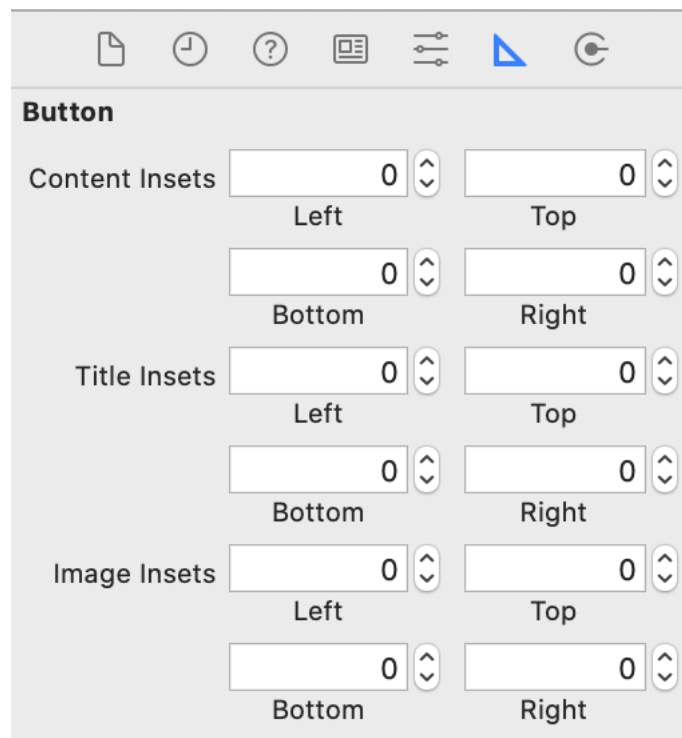 Button
Content Insets 0 0
Left Top
0 0
Bottom Right
Title Insets 0 0
Left Top
0 0
Bottom Right
Image Insets 0 0
Left Top
0 0
Bottom Right